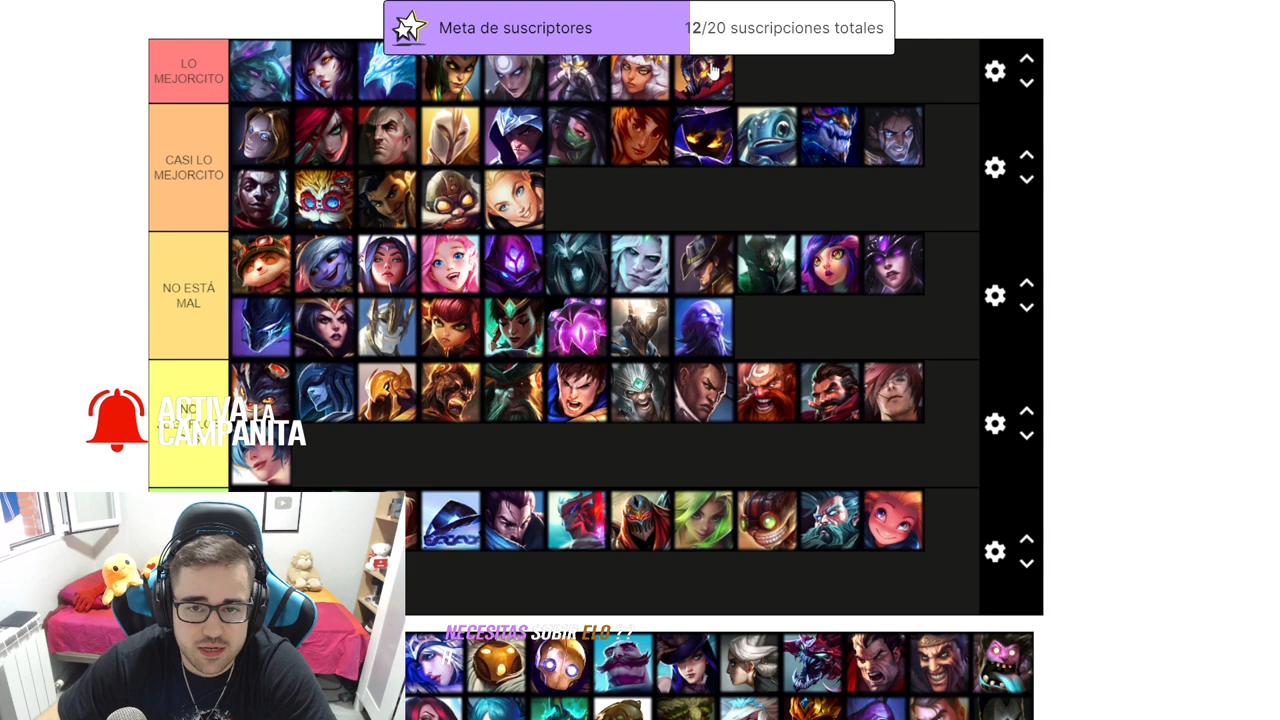 Meta de suscriptores
12/20 suscripciones totales
LO
MEJORCITO
CASI LO
MEJORCITO
NO ESTÁ
MAL
NO
ACTIVA LA
CAMPANITA
NECESITAS SUBIR ELO ??